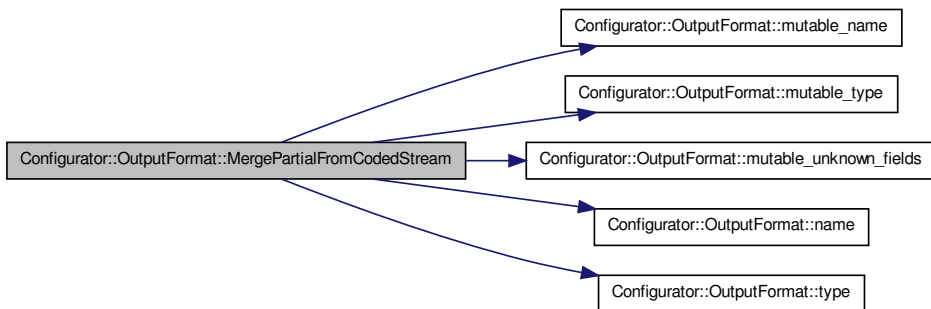 Configurator::OutputFormat::mutable_name
Configurator::OutputFormat::mutable_type
Configurator::OutputFormat::MergePartialFromCodedStream
Configurator::OutputFormat::mutable_unknown_fields
Configurator::OutputFormat::name
Configurator::OutputFormat::type